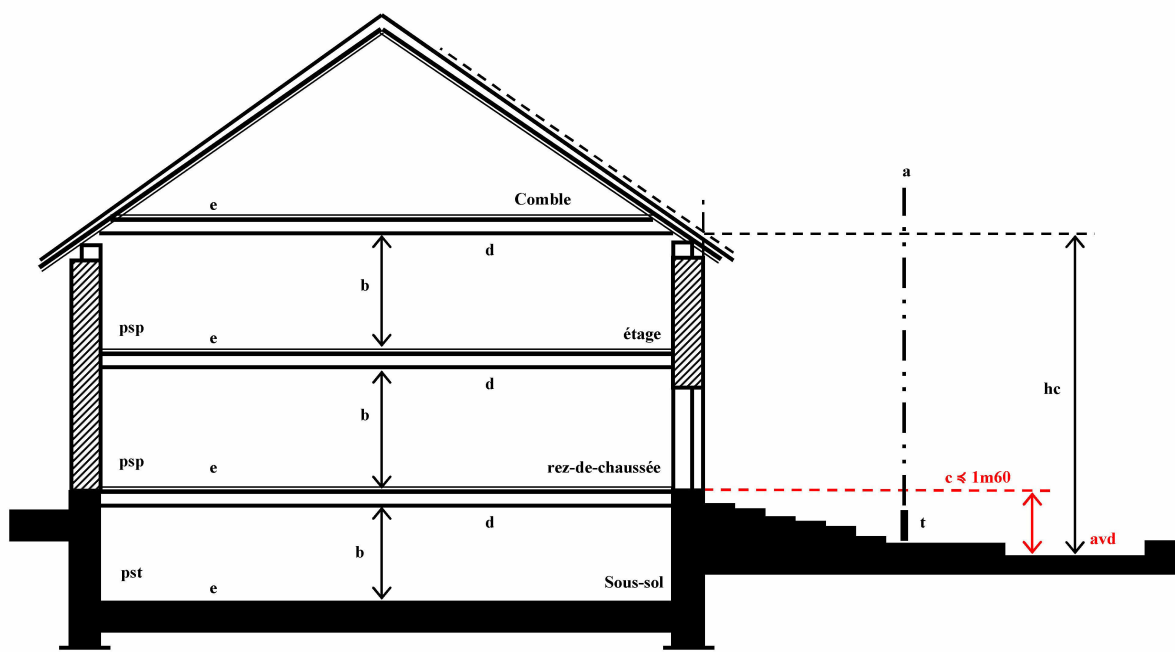 a
e
Comble
d
b
psp
e
étage
hc
d
b
psp
e
rez-de-chaussée
c ⩽ 1m60
d
t
avd
b
pst
e
Sous-sol